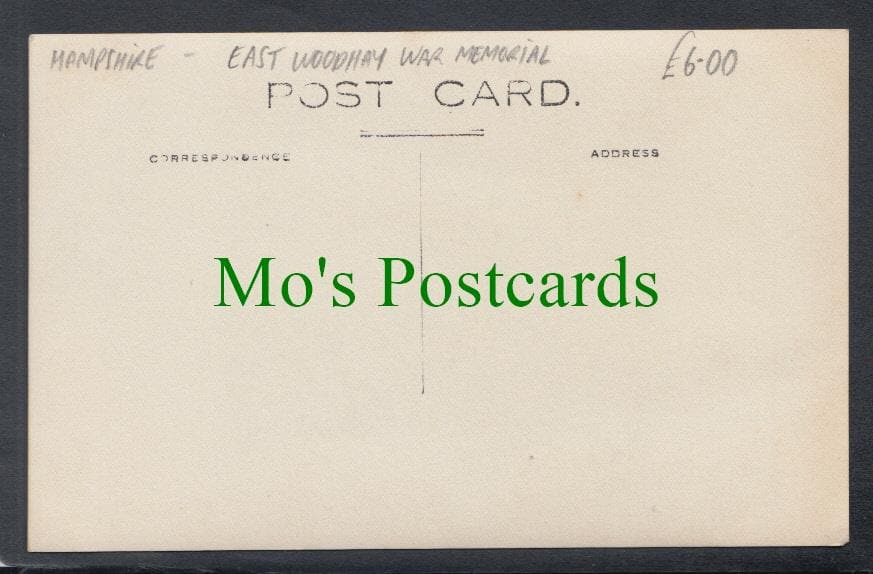 HAMPSHIRE - EAST WOODHAY WAR MEMORIAL £6-00
POST CARD.
CORRESPONDENCE ADDRESS
Mo's Postcards